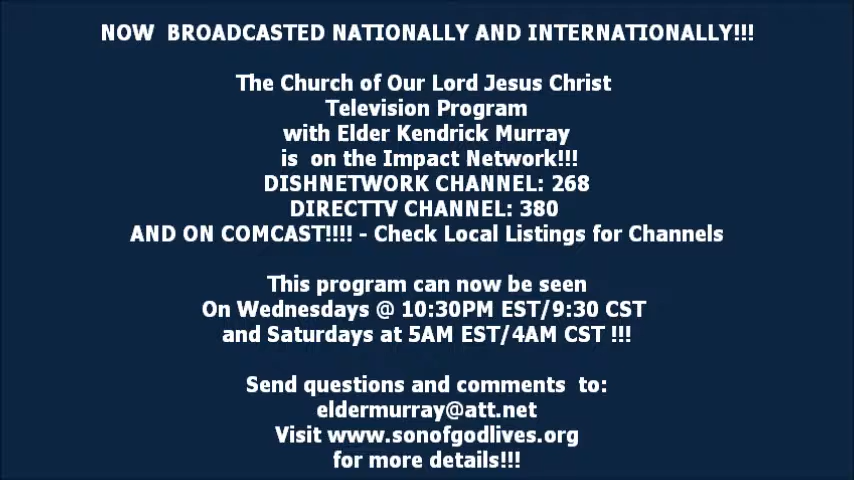 NOW  BROADCASTED NATIONALLY AND INTERNATIONALLY!!!
The Church of Our Lord Jesus Christ
Television Program
with Elder Kendrick Murray
is  on the Impact Network!!!
DISHNETWORK CHANNEL: 268
DIRECTTV CHANNEL: 380
AND ON COMCAST!!!! - Check Local Listings for Channels
This program can now be seen
On Wednesdays @ 10:30PM EST/9:30 CST
and Saturdays at 5AM EST/4AM CST !!!
Send questions and comments  to:
eldermurray@att.net
Visit www.sonofgodlives.org
for more details!!!